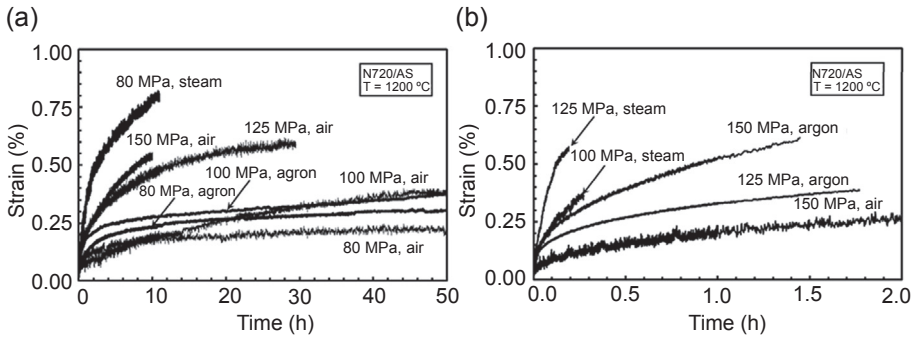 (a)
Strain (%)
1.00
0.75
0.50
0.25
0.00
80 MPa, steam
N720/AS
T = 1200 ºC
150 MPa, air
125 MPa, air
100 MPa, agron
80 MPa, agron
100 MPa, air
80 MPa, air
0
10
20
30
40
50
Time (h)
(b)
Strain (%)
1.00
0.75
0.50
0.25
0.00
N720/AS
T = 1200 ºC
125 MPa, steam
150 MPa, argon
100 MPa, steam
125 MPa, argon
150 MPa, air
0.0
0.5
1.0
1.5
2.0
Time (h)